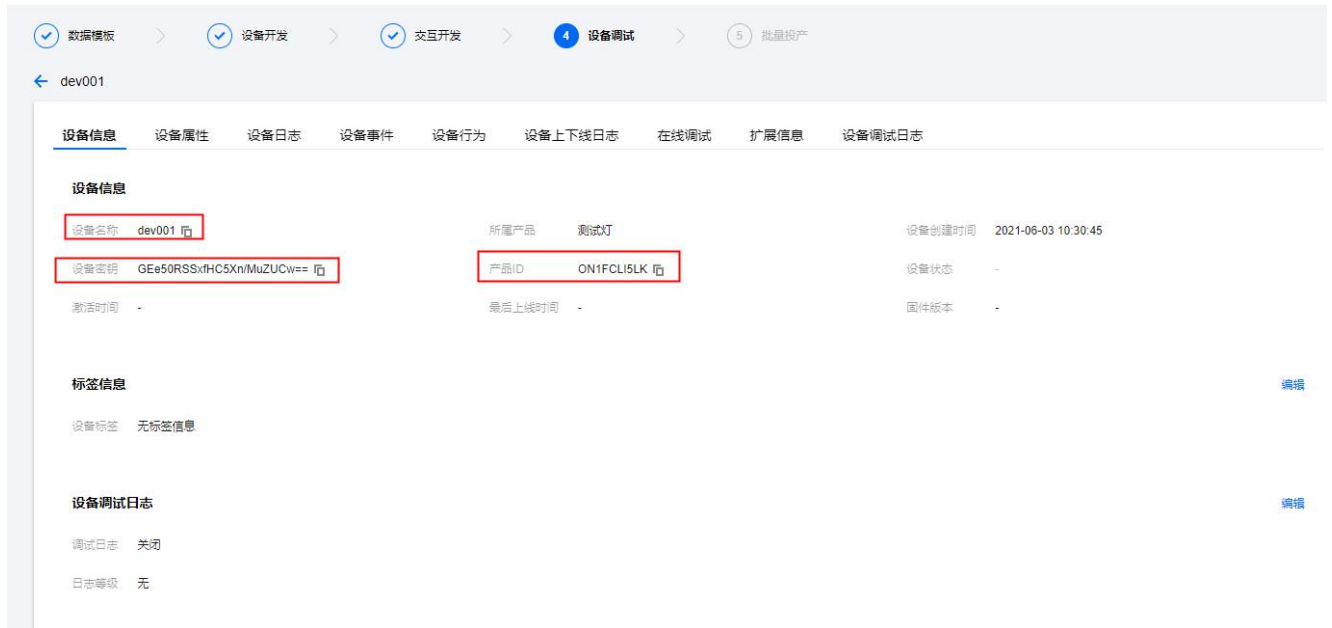 数据模板 设备开发 交互开发 4 设备调试 5 批量投产
dev001
设备信息 设备属性 设备日志 设备事件 设备行为 设备上下线日志 在线调试 扩展信息 设备调试日志
设备信息
设备名称 dev001 所属产品 测试灯 设备创建时间 2021-06-03 10:30:45
设备密钥 GEe50RSSxfHC5Xn/MuZUCw== 产品ID ON1FCLI5LK 设备状态 -
激活时间 - 最后上线时间 - 固件版本 -
标签信息 编辑
设备标签 无标签信息
设备调试日志 编辑
调试日志 关闭
日志等级 无